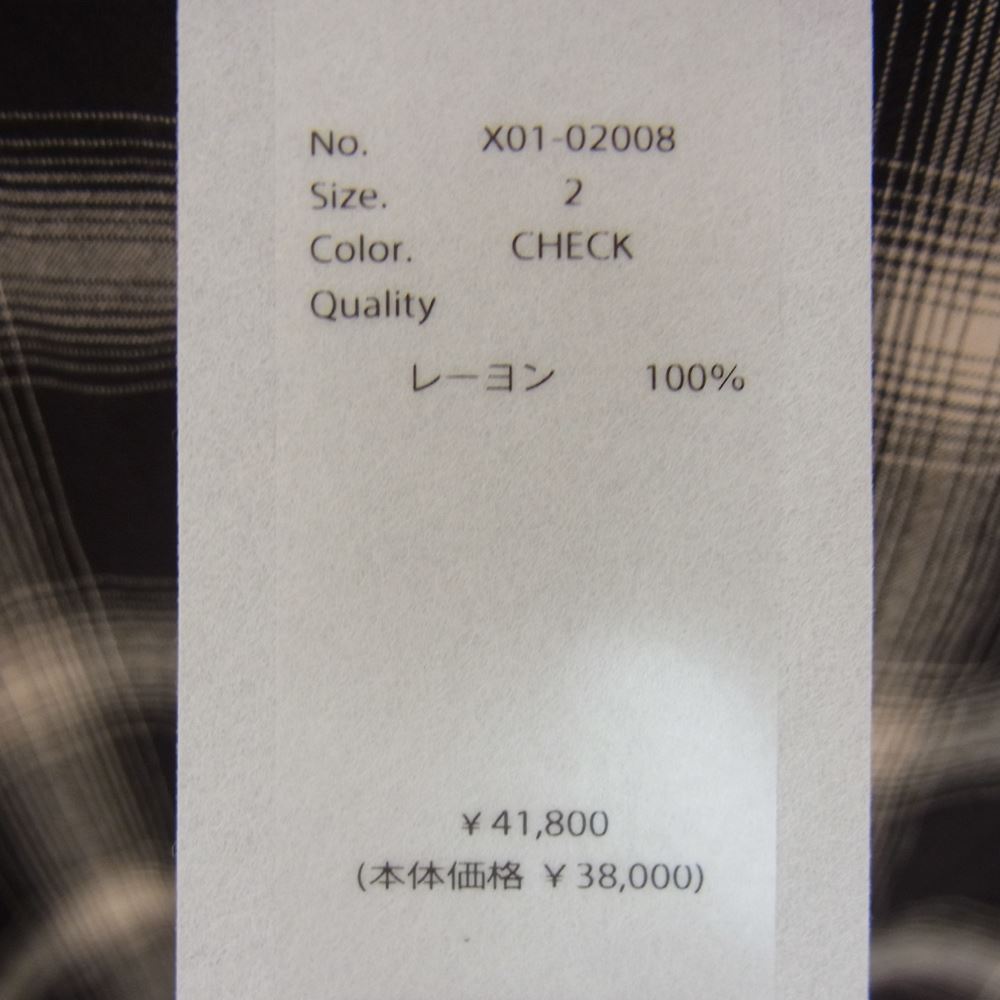 No. X01-02008
Size. 2
Color. CHECK
Quality
レーヨン 100%
¥41,800
(本体価格 ¥38,000)